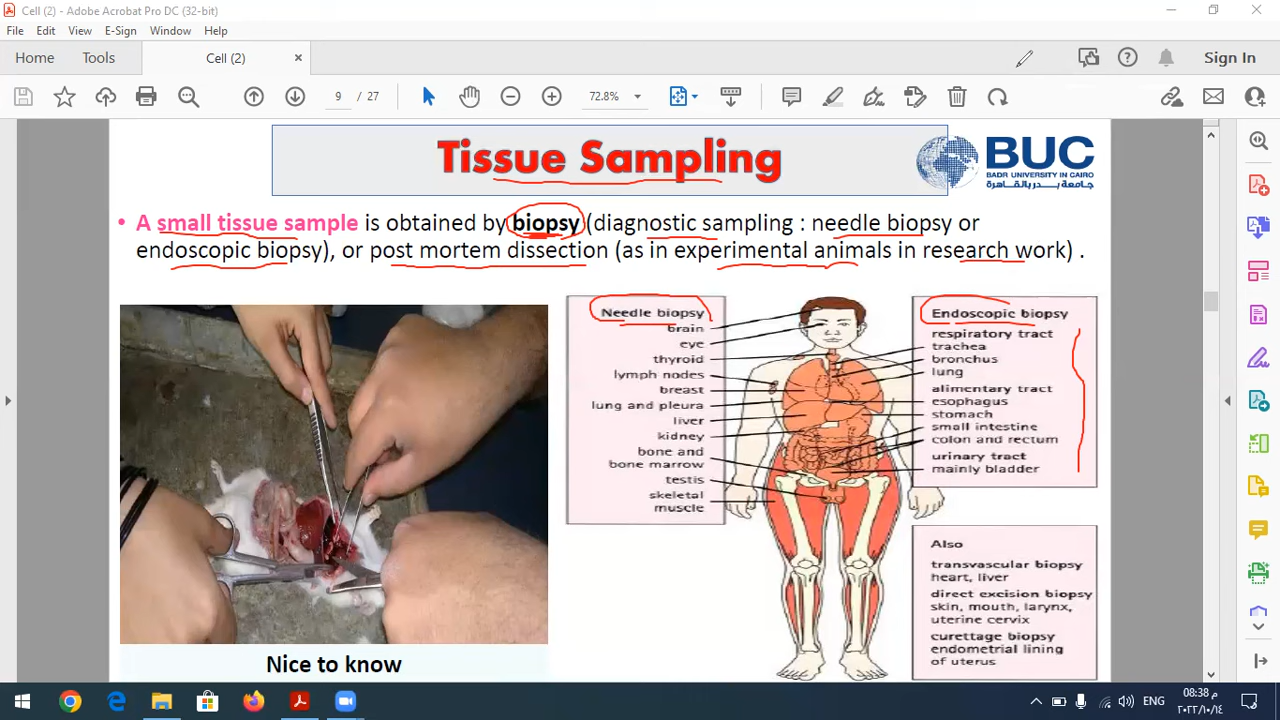 Cell (2) - Adobe Acrobat Pro DC (32-bit)
File Edit View E-Sign Window Help
Home Tools Cell (2) Sign In
9 / 27 72.8%
Tissue Sampling
BUC
BADR UNIVERSITY IN CAIRO
جامعة بدر بالقاهرة
• A small tissue sample is obtained by biopsy (diagnostic sampling : needle biopsy or
endoscopic biopsy), or post mortem dissection (as in experimental animals in research work) .
Needle biopsy
brain
eye
thyroid
lymph nodes
breast
lung and pleura
liver
kidney
bone and
bone marrow
testis
skeletal
muscle
Endoscopic biopsy
respiratory tract
trachea
bronchus
lung
alimentary tract
esophagus
stomach
small intestine
colon and rectum
urinary tract
mainly bladder
Also
transvascular biopsy
heart, liver
direct excision biopsy
skin, mouth, larynx,
uterine cervix
curettage biopsy
endometrial lining
of uterus
Nice to know
ENG
08:38 م
٢٠٢٢/١٠/١٤